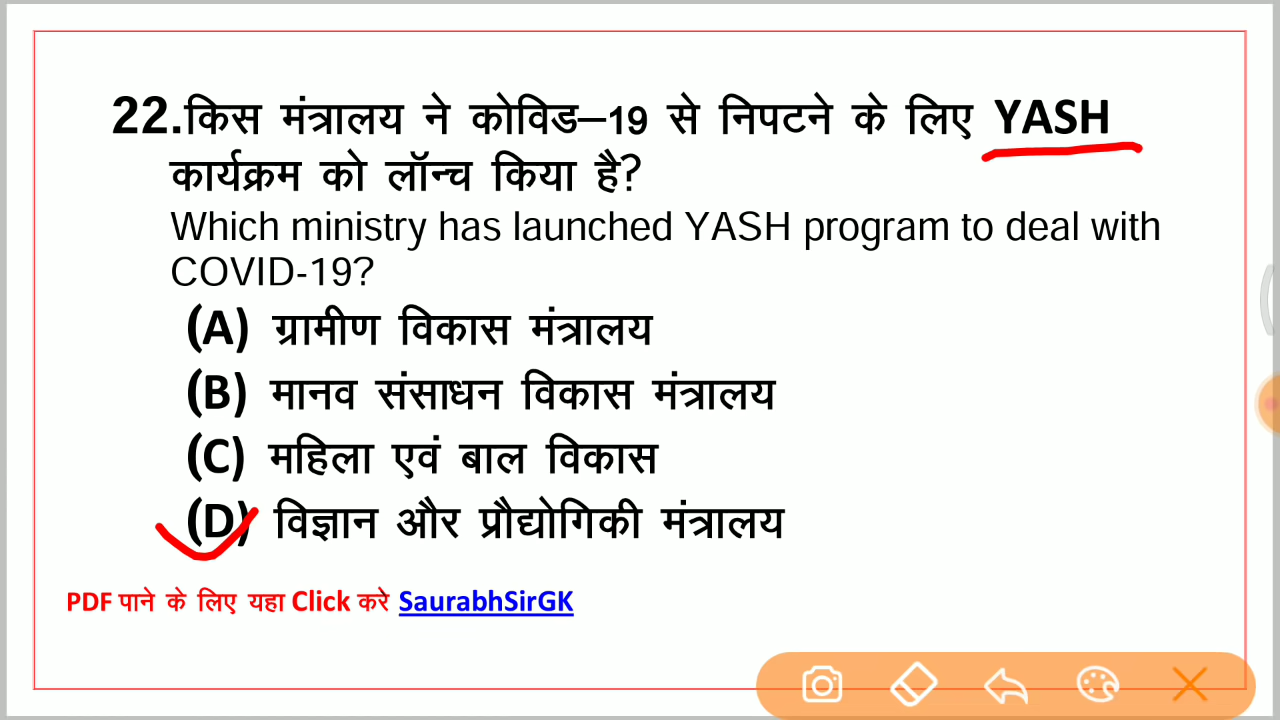 22.किस मंत्रालय ने कोविड–19 से निपटने के लिए YASH
कार्यक्रम को लॉन्च किया है?
Which ministry has launched YASH program to deal with
COVID-19?
(A) ग्रामीण विकास मंत्रालय
(B) मानव संसाधन विकास मंत्रालय
(C) महिला एवं बाल विकास
(D) विज्ञान और प्रौद्योगिकी मंत्रालय
PDF पाने के लिए यहा Click करे SaurabhSirGK